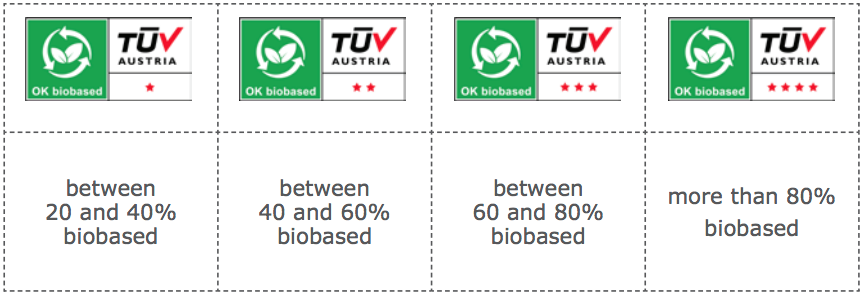 TÜV
AUSTRIA
OK biobased
TÜV
AUSTRIA
OK biobased
TÜV
AUSTRIA
OK biobased
TÜV
AUSTRIA
OK biobased
between
20 and 40%
biobased
between
40 and 60%
biobased
between
60 and 80%
biobased
more than 80%
biobased